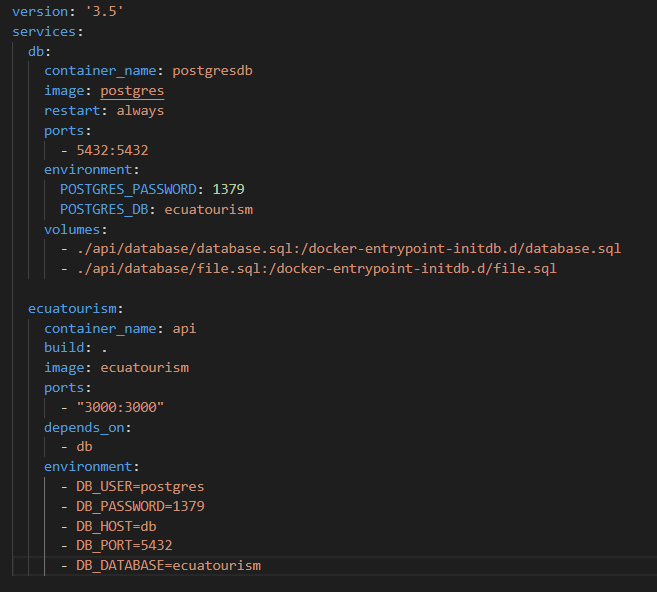 version: '3.5'
services:
  db:
    container_name: postgresdb
    image: postgres
    restart: always
    ports:
      - 5432:5432
    environment:
      POSTGRES_PASSWORD: 1379
      POSTGRES_DB: ecuatourism
    volumes:
      - ./api/database/database.sql:/docker-entrypoint-initdb.d/database.sql
      - ./api/database/file.sql:/docker-entrypoint-initdb.d/file.sql

  ecuatourism:
    container_name: api
    build: .
    image: ecuatourism
    ports:
      - "3000:3000"
    depends_on:
      - db
    environment:
      - DB_USER=postgres
      - DB_PASSWORD=1379
      - DB_HOST=db
      - DB_PORT=5432
      - DB_DATABASE=ecuatourism